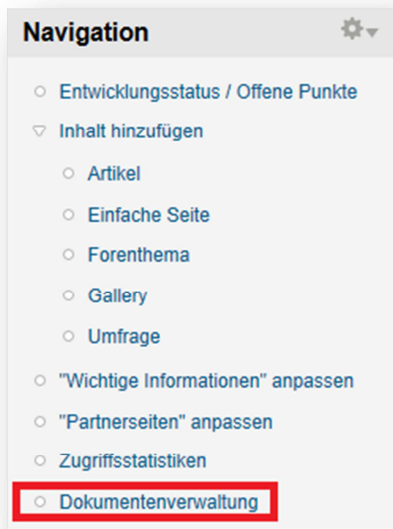 Navigation
Entwicklungsstatus / Offene Punkte
Inhalt hinzufügen
Artikel
Einfache Seite
Forenthema
Gallery
Umfrage
"Wichtige Informationen" anpassen
"Partnerseiten" anpassen
Zugriffsstatistiken
Dokumentenverwaltung